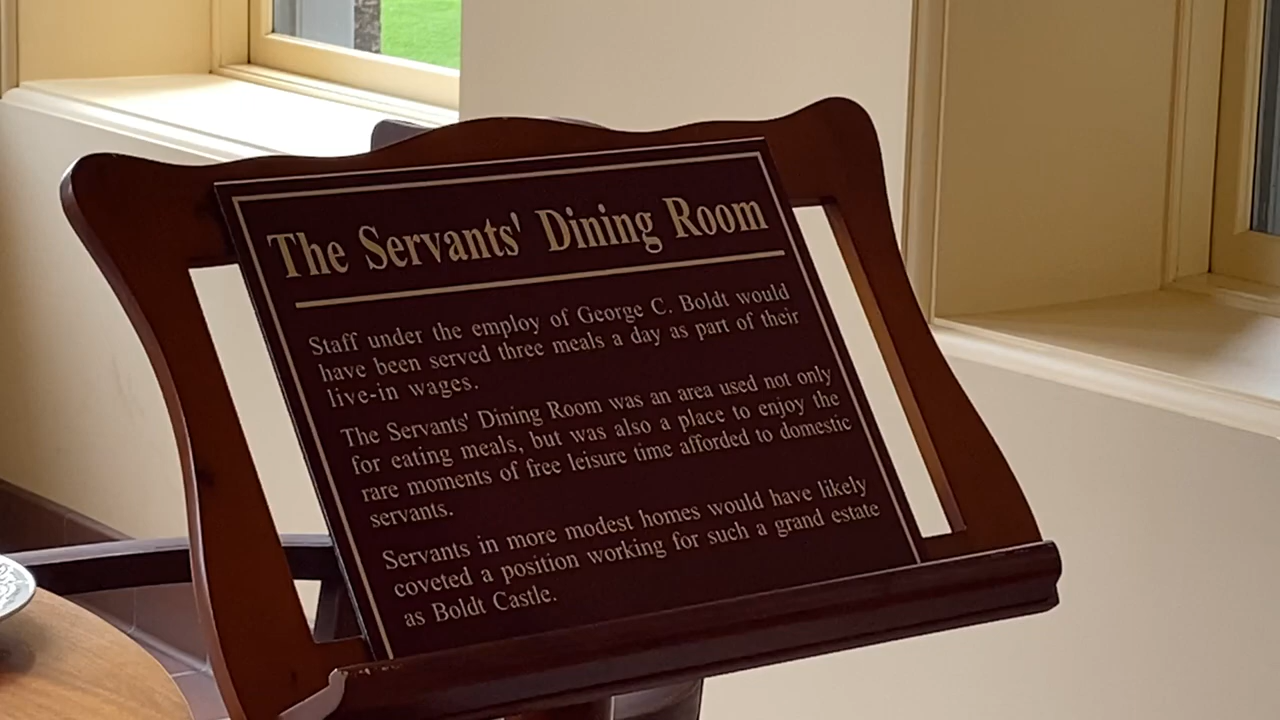 The Servants' Dining Room
Staff under the employ of George C. Boldt would
have been served three meals a day as part of their
live-in wages.
The Servants' Dining Room was an area used not only
for eating meals, but was also a place to enjoy the
rare moments of free leisure time afforded to domestic
servants.
Servants in more modest homes would have likely
coveted a position working for such a grand estate
as Boldt Castle.